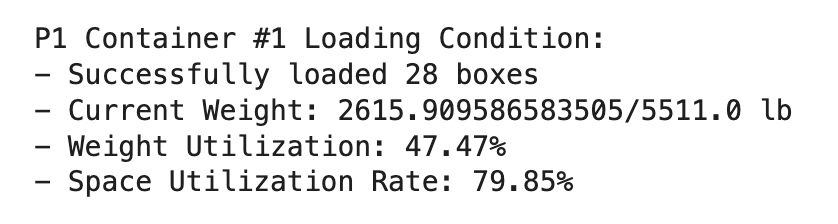 P1 Container #1 Loading Condition:
– Successfully loaded 28 boxes
– Current Weight: 2615.909586583505/5511.0 lb
– Weight Utilization: 47.47%
– Space Utilization Rate: 79.85%